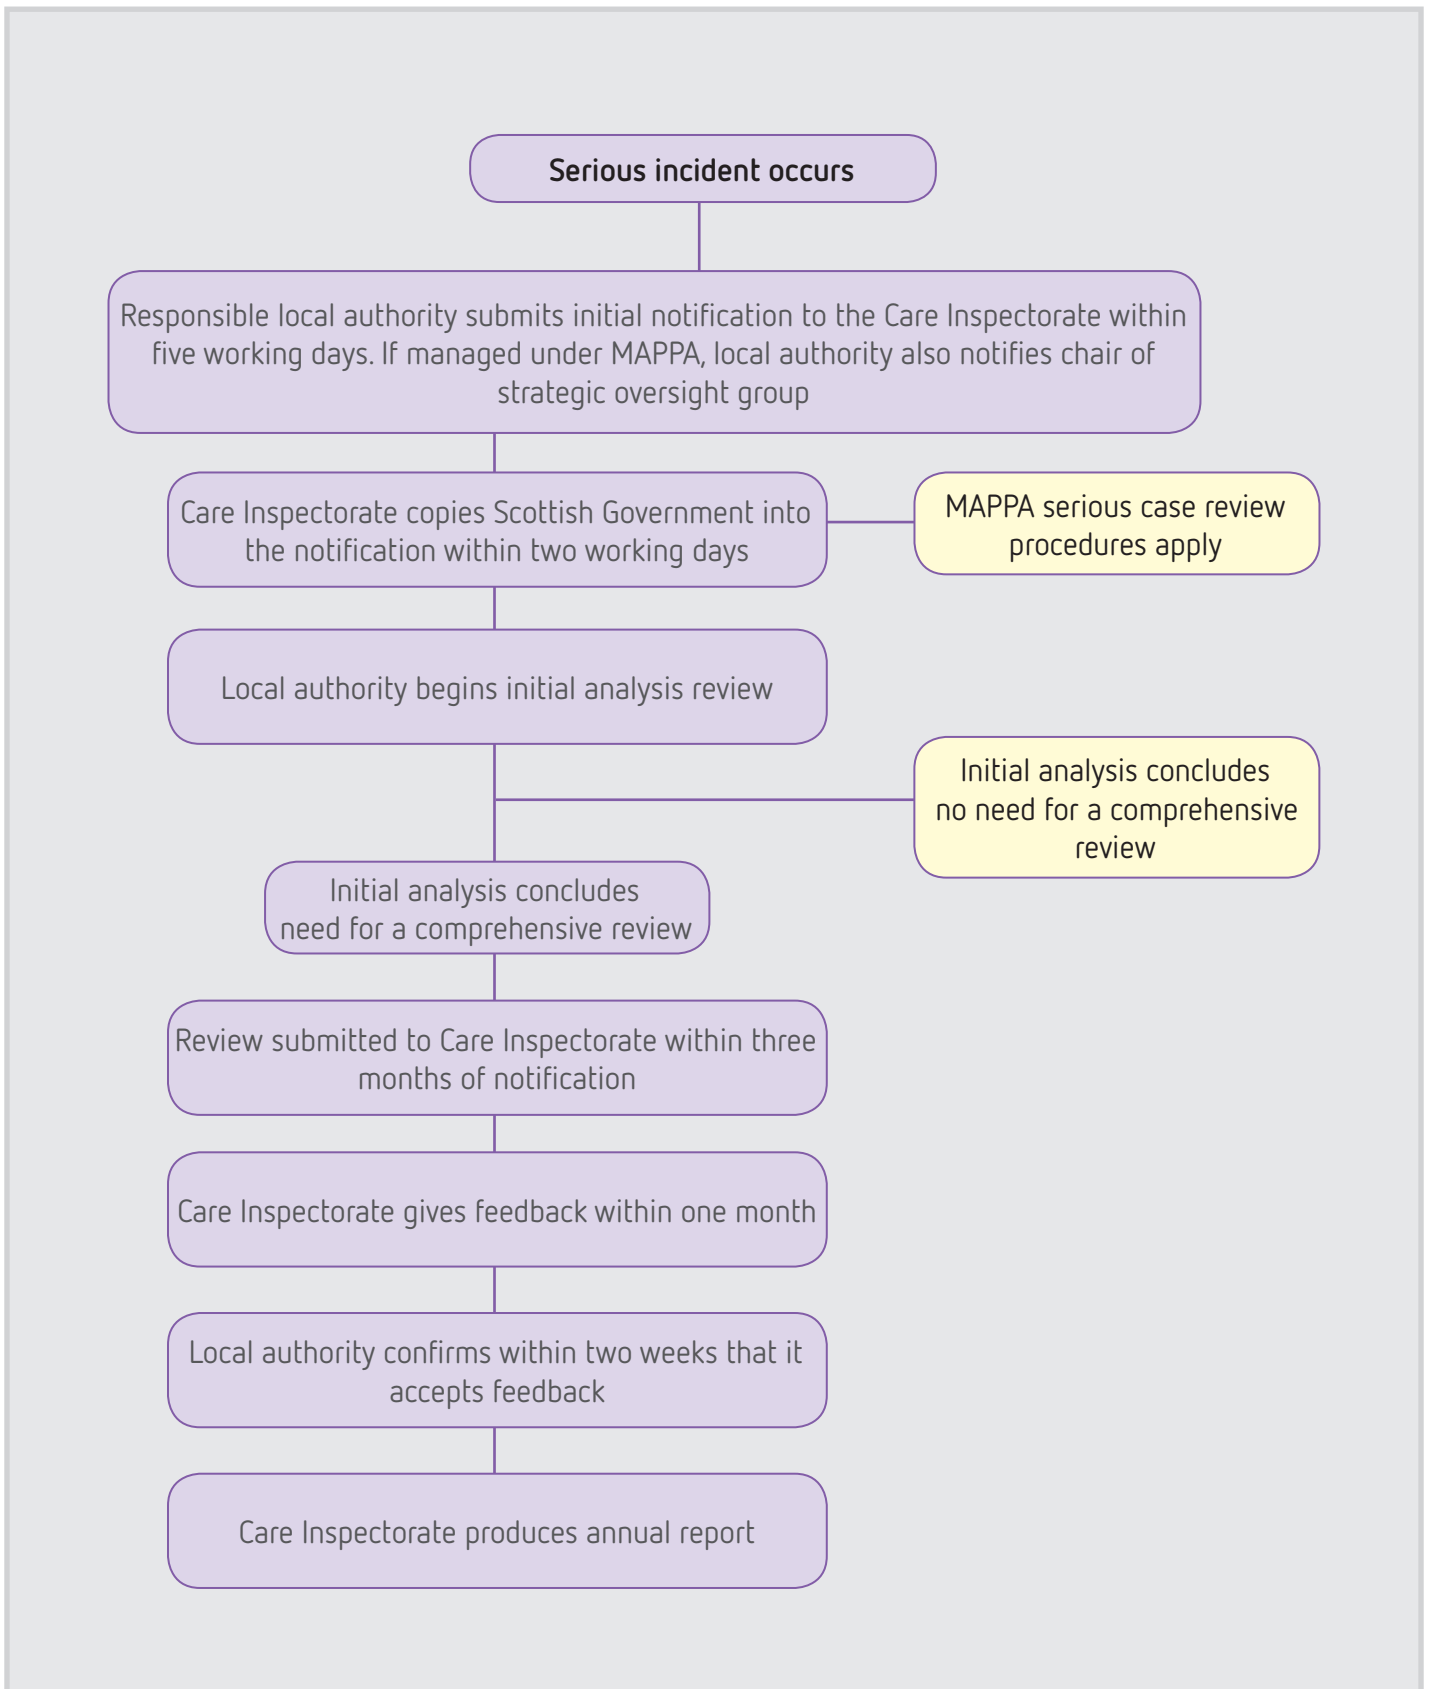 Serious incident occurs
Responsible local authority submits initial notification to the Care Inspectorate within
five working days. If managed under MAPPA, local authority also notifies chair of
strategic oversight group
Care Inspectorate copies Scottish Government into
the notification within two working days
MAPPA serious case review
procedures apply
Local authority begins initial analysis review
Initial analysis concludes
no need for a comprehensive
review
Initial analysis concludes
need for a comprehensive review
Review submitted to Care Inspectorate within three
months of notification
Care Inspectorate gives feedback within one month
Local authority confirms within two weeks that it
accepts feedback
Care Inspectorate produces annual report